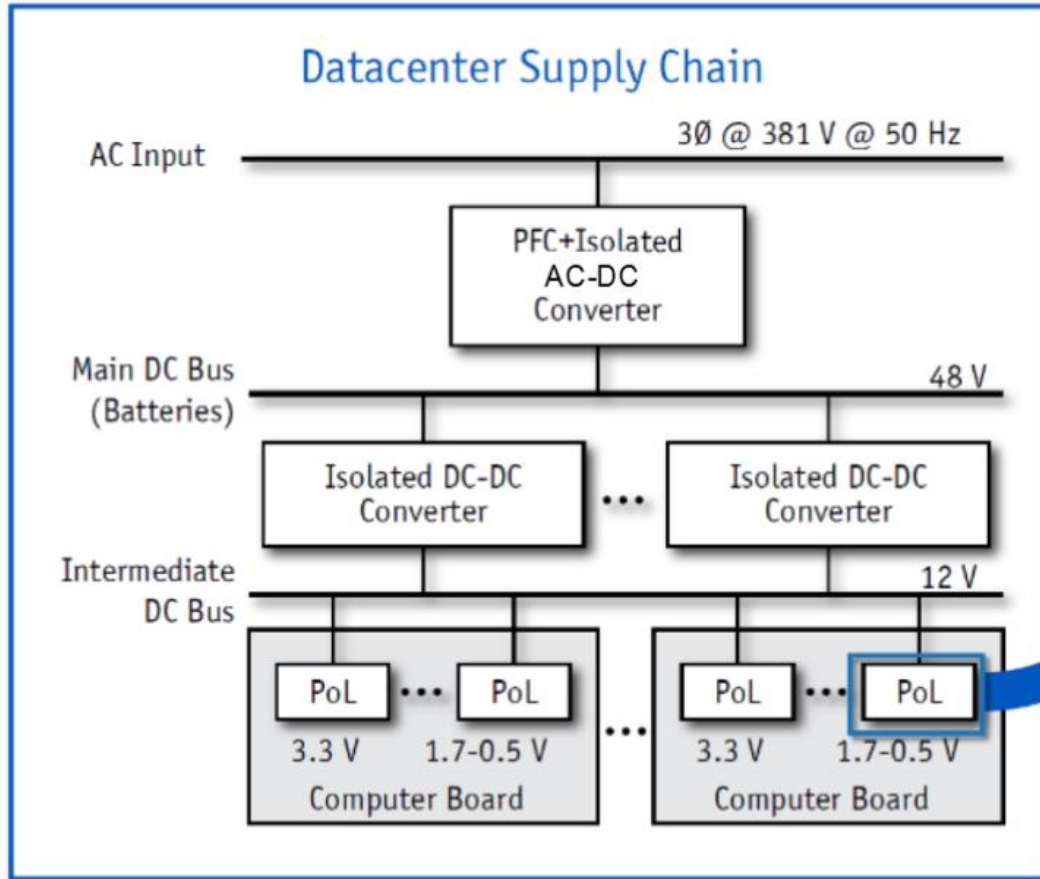 Datacenter Supply Chain
3Ø @ 381 V @ 50 Hz
AC Input
PFC+Isolated
AC-DC
Converter
Main DC Bus
(Batteries)
48 V
Isolated DC-DC
Converter
...
Isolated DC-DC
Converter
Intermediate
DC Bus
12 V
PoL ... PoL
3.3 V 1.7-0.5 V
Computer Board
...
PoL ... PoL
3.3 V 1.7-0.5 V
Computer Board